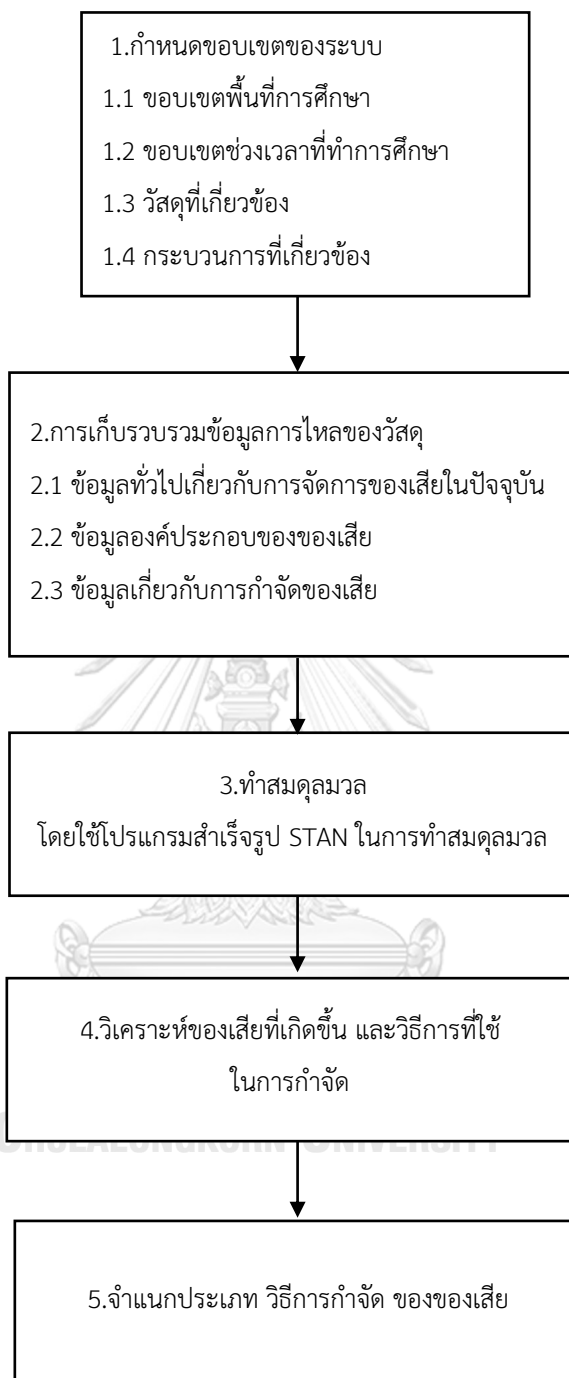 1.กำหนดขอบเขตของระบบ
1.1 ขอบเขตพื้นที่การศึกษา
1.2 ขอบเขตช่วงเวลาที่ทำการศึกษา
1.3 วัสดุที่เกี่ยวข้อง
1.4 กระบวนการที่เกี่ยวข้อง
2.การเก็บรวบรวมข้อมูลการไหลของวัสดุ
2.1 ข้อมูลทั่วไปเกี่ยวกับการจัดการของเสียในปัจจุบัน
2.2 ข้อมูลองค์ประกอบของของเสีย
2.3 ข้อมูลเกี่ยวกับการกำจัดของเสีย
3.ทำสมดุลมวล
โดยใช้โปรแกรมสำเร็จรูป STAN ในการทำสมดุลมวล
4.วิเคราะห์ของเสียที่เกิดขึ้น และวิธีการที่ใช้
ในการกำจัด
5.จำแนกประเภท วิธีการกำจัด ของของเสีย